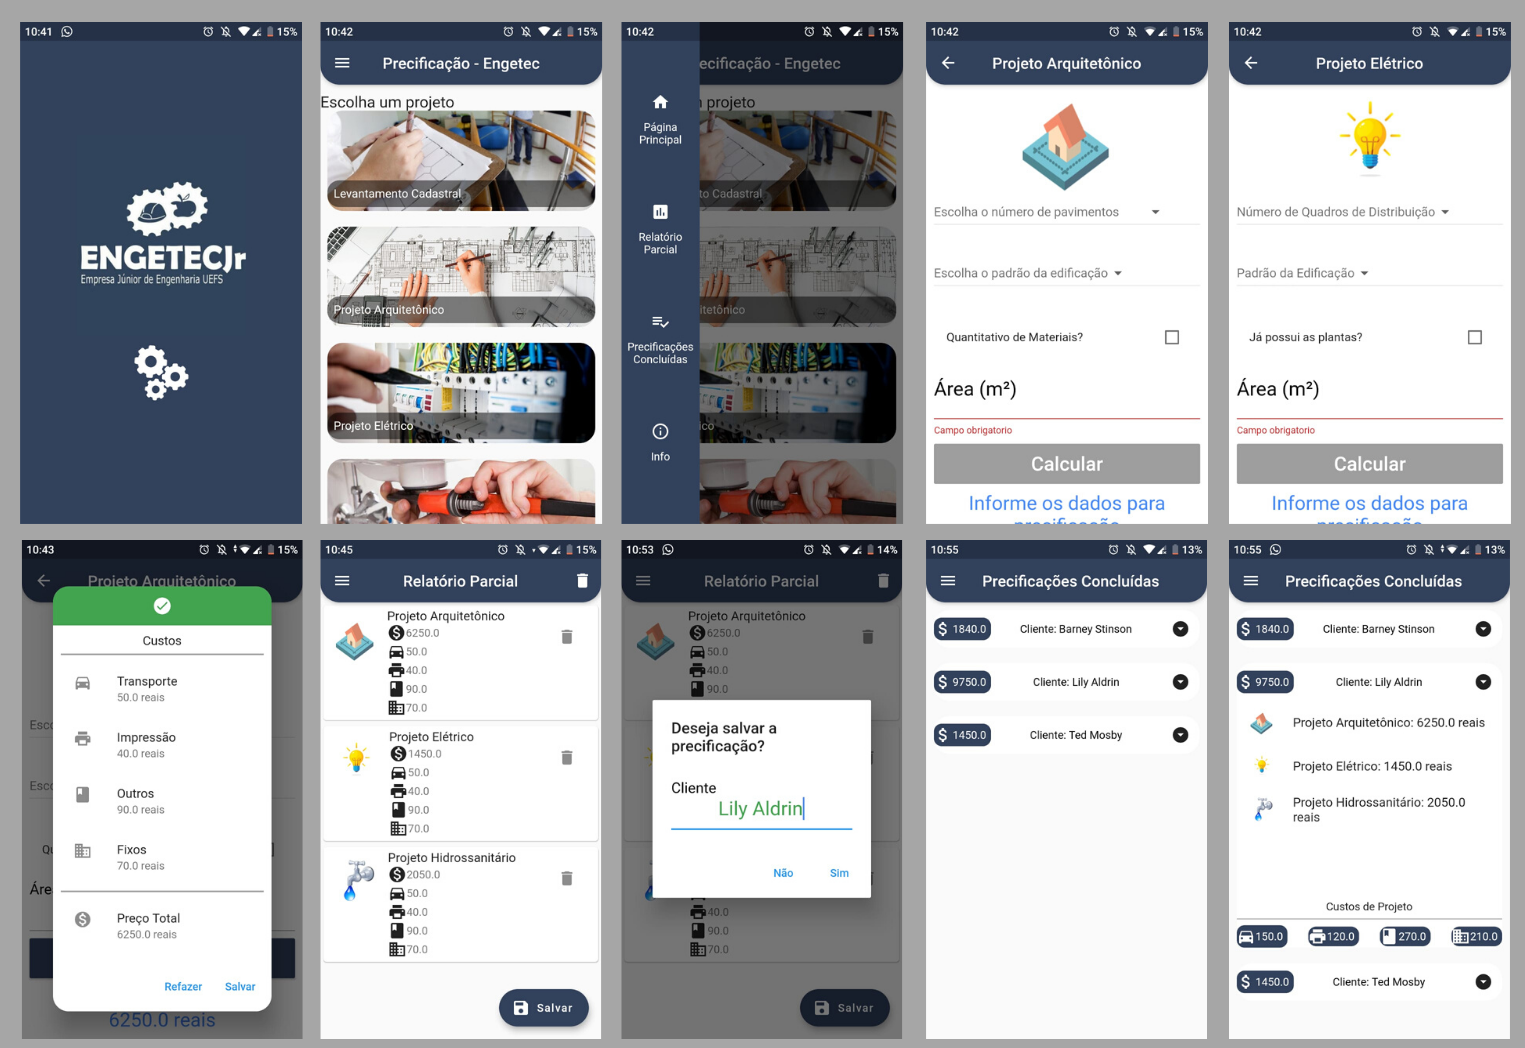 10:41
15%
ENGETECJr
Empresa Júnior de Engenharia UEFS
10:42
15%
Precificação - Engetec
Escolha um projeto
Levantamento Cadastral
Projeto Arquitetônico
Projeto Elétrico
10:42
15%
ecificação - Engetec
projeto
Página
Principal
to Cadastral
Relatório
Parcial
itetônico
Precificações
Concluídas
ico
Info
10:42
15%
Projeto Arquitetônico
Escolha o número de pavimentos
Escolha o padrão da edificação
Quantitativo de Materiais?
Área (m²)
Campo obrigatorio
Calcular
Informe os dados para
precificação
10:42
15%
Projeto Elétrico
Número de Quadros de Distribuição
Padrão da Edificação
Já possui as plantas?
Área (m²)
Campo obrigatorio
Calcular
Informe os dados para
precificação
10:43
15%
Projeto Arquitetônico
Custos
Transporte
50.0 reais
Esco
Impressão
40.0 reais
Esco
Outros
90.0 reais
Qu
Fixos
70.0 reais
Áre
Preço Total
6250.0 reais
Refazer Salvar
6250.0 reais
10:45
15%
Relatório Parcial
Projeto Arquitetônico
6250.0
50.0
40.0
90.0
70.0
Projeto Elétrico
1450.0
50.0
40.0
90.0
70.0
Projeto Hidrossanitário
2050.0
50.0
40.0
90.0
70.0
Salvar
10:53
14%
Relatório Parcial
Projeto Arquitetônico
6250.0
50.0
40.0
90.0
Deseja salvar a
precificação?
Cliente
Lily Aldrin
Não Sim
40.0
90.0
70.0
Salvar
10:55
13%
Precificações Concluídas
$ 1840.0 Cliente: Barney Stinson
$ 9750.0 Cliente: Lily Aldrin
$ 1450.0 Cliente: Ted Mosby
10:55
13%
Precificações Concluídas
$ 1840.0 Cliente: Barney Stinson
$ 9750.0 Cliente: Lily Aldrin
Projeto Arquitetônico: 6250.0 reais
Projeto Elétrico: 1450.0 reais
Projeto Hidrossanitário: 2050.0
reais
Custos de Projeto
150.0 120.0 270.0 210.0
$ 1450.0 Cliente: Ted Mosby